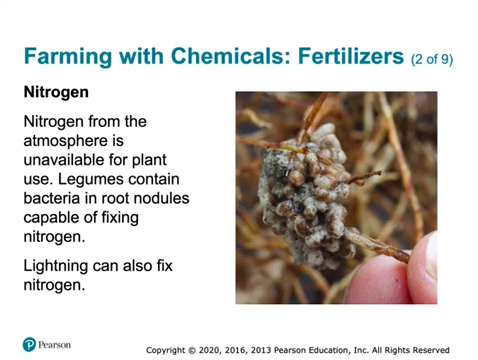 Farming with Chemicals: Fertilizers (2 of 9)
Nitrogen
Nitrogen from the
atmosphere is
unavailable for plant
use. Legumes contain
bacteria in root nodules
capable of fixing
nitrogen.
Lightning can also fix
nitrogen.
Pearson
Copyright © 2020, 2016, 2013 Pearson Education, Inc. All Rights Reserved